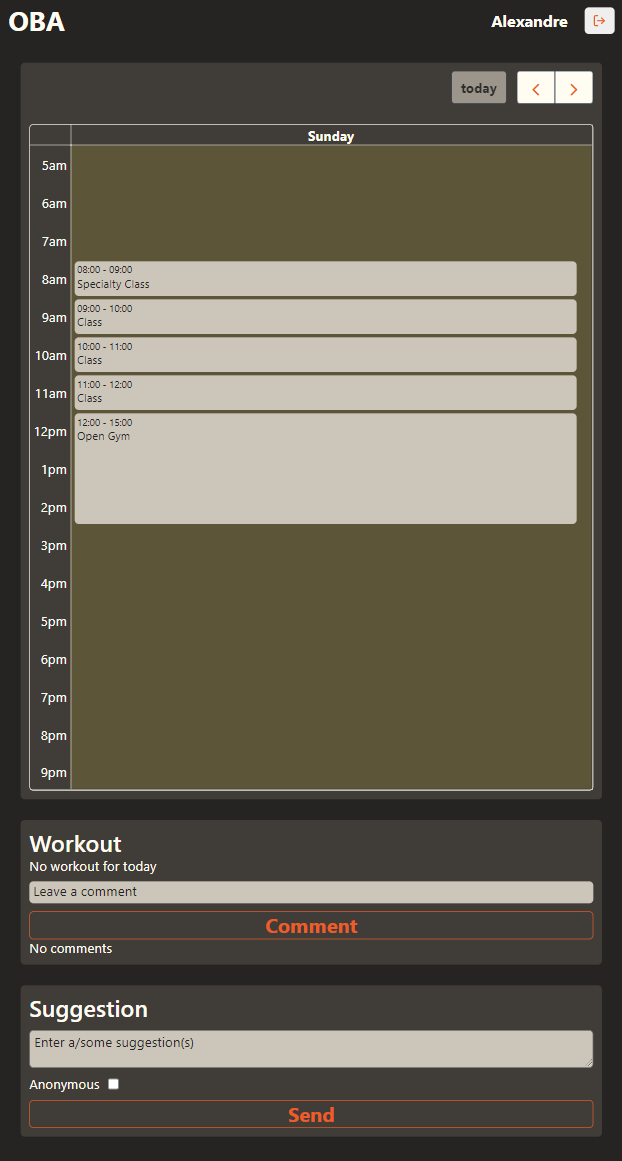 OBA
Alexandre
today
Sunday
5am
6am
7am
8am
08:00 - 09:00
Specialty Class
9am
09:00 - 10:00
Class
10am
10:00 - 11:00
Class
11am
11:00 - 12:00
Class
12pm
12:00 - 15:00
Open Gym
1pm
2pm
3pm
4pm
5pm
6pm
7pm
8pm
9pm
Workout
No workout for today
Leave a comment
Comment
No comments
Suggestion
Enter a/some suggestion(s)
Anonymous
Send